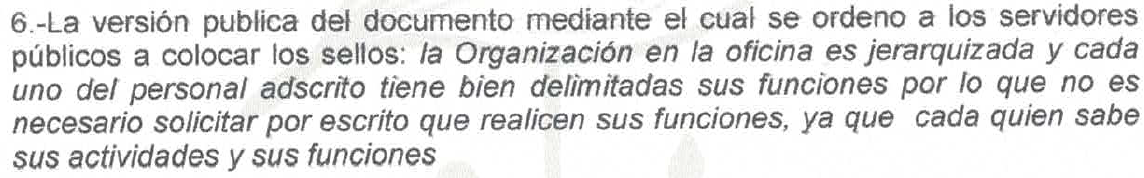 6.-La versión publica del documento mediante el cual se ordeno a los servidores
públicos a colocar los sellos: la Organización en la oficina es jerarquizada y cada
uno del personal adscrito tiene bien delimitadas sus funciones por lo que no es
necesario solicitar por escrito que realicen sus funciones, ya que cada quien sabe
sus actividades y sus funciones